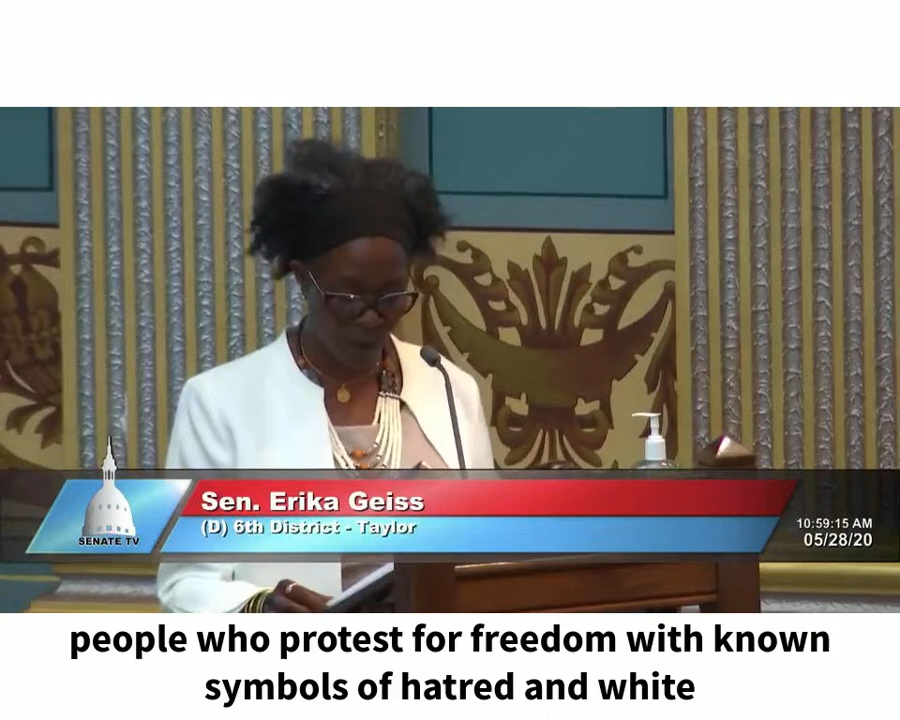 SENATE TV
Sen. Erika Geiss
(D) 6th District - Taylor
10:59:15 AM
05/28/20
people who protest for freedom with known
symbols of hatred and white